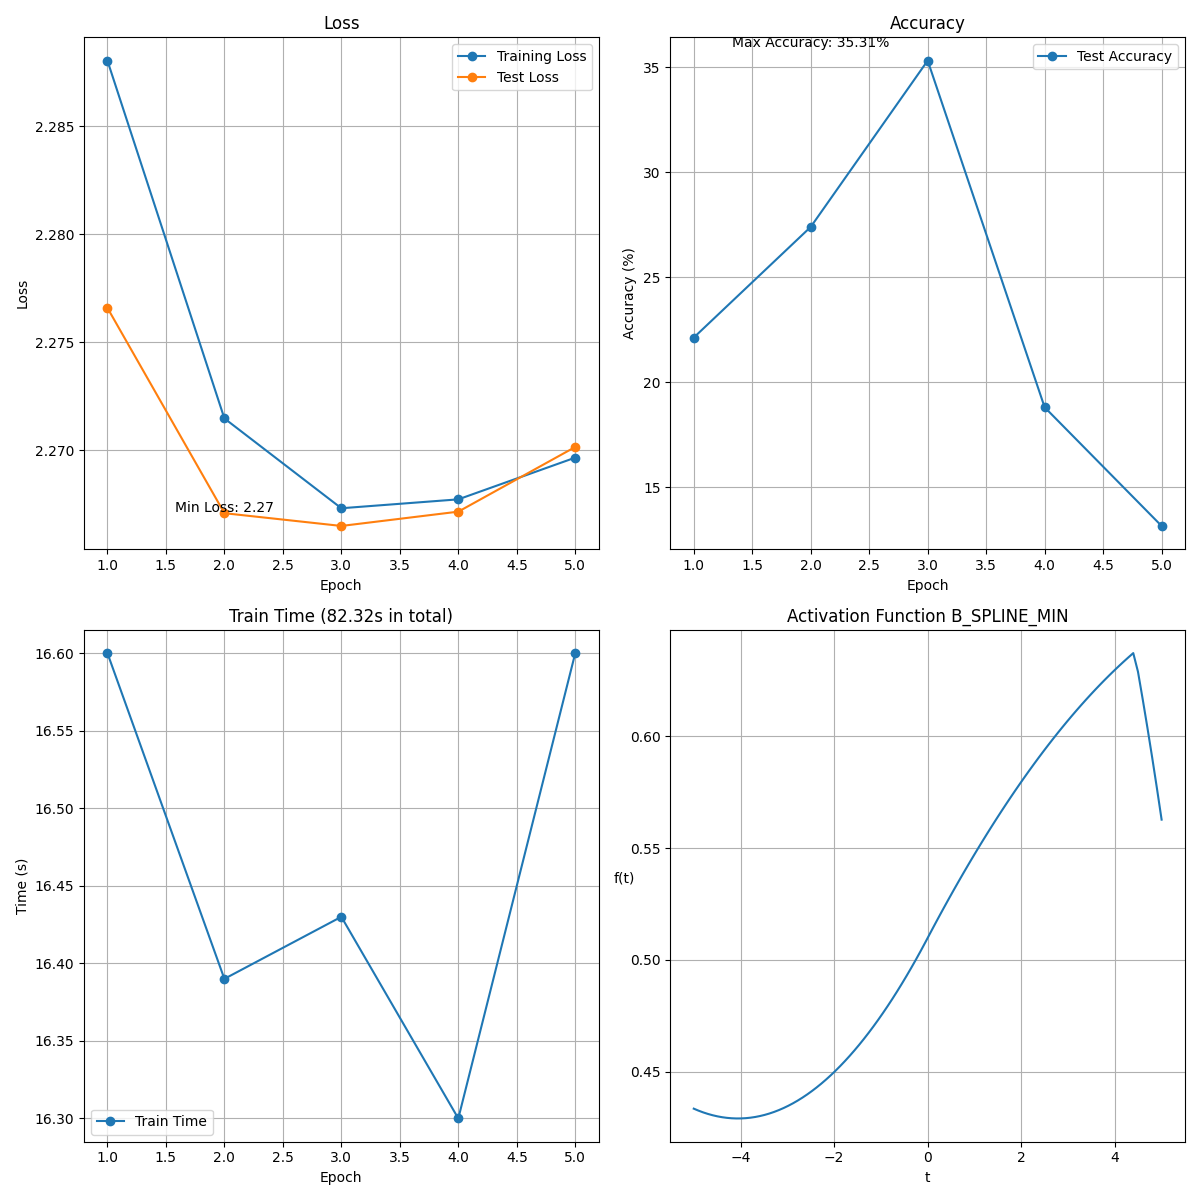 Loss
Training Loss
Test Loss
2.285
2.280
2.275
2.270
Loss
Min Loss: 2.27
1.0 1.5 2.0 2.5 3.0 3.5 4.0 4.5 5.0
Epoch
Accuracy
Max Accuracy: 35.31%
Test Accuracy
35
30
25
20
15
Accuracy (%)
1.0 1.5 2.0 2.5 3.0 3.5 4.0 4.5 5.0
Epoch
Train Time (82.32s in total)
16.60
16.55
16.50
16.45
16.40
16.35
16.30
Time (s)
Train Time
1.0 1.5 2.0 2.5 3.0 3.5 4.0 4.5 5.0
Epoch
Activation Function B_SPLINE_MIN
0.60
0.55
0.50
0.45
f(t)
−4 −2 0 2 4
t